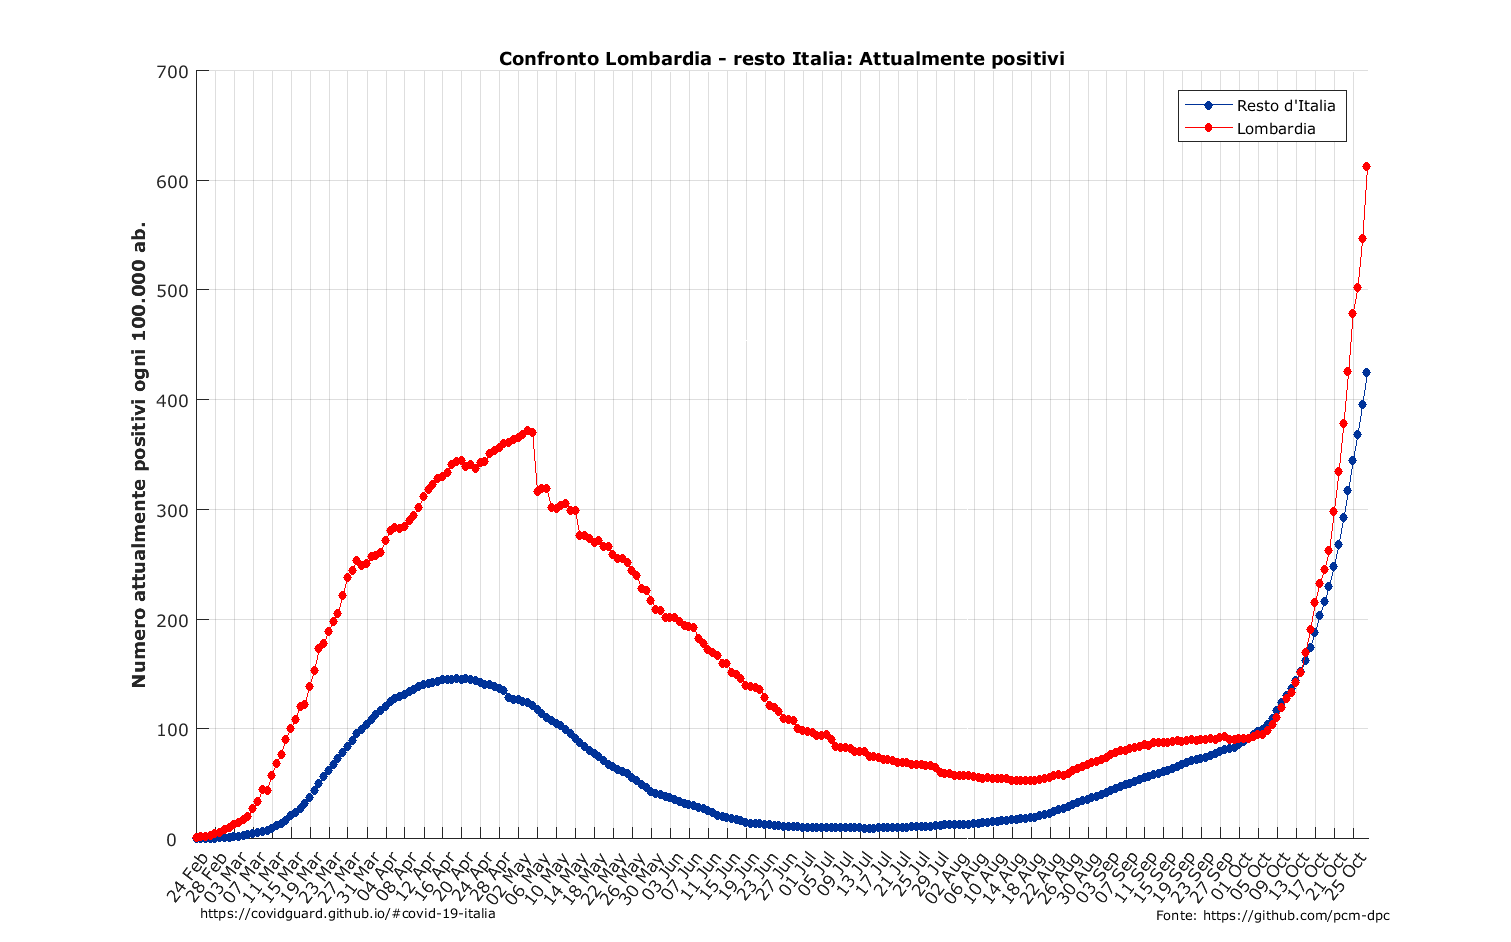 Confronto Lombardia - resto Italia: Attualmente positivi
Resto d'Italia
Lombardia
Numero attualmente positivi ogni 100.000 ab.
700
600
500
400
300
200
100
0
24 Feb
28 Feb
03 Mar
07 Mar
11 Mar
15 Mar
19 Mar
23 Mar
27 Mar
31 Mar
04 Apr
08 Apr
12 Apr
16 Apr
20 Apr
24 Apr
28 Apr
02 May
06 May
10 May
14 May
18 May
22 May
26 May
30 May
03 Jun
07 Jun
11 Jun
15 Jun
19 Jun
23 Jun
27 Jun
01 Jul
05 Jul
09 Jul
13 Jul
17 Jul
21 Jul
25 Jul
29 Jul
02 Aug
06 Aug
10 Aug
14 Aug
18 Aug
22 Aug
26 Aug
30 Aug
03 Sep
07 Sep
11 Sep
15 Sep
19 Sep
23 Sep
27 Sep
01 Oct
05 Oct
09 Oct
13 Oct
17 Oct
21 Oct
25 Oct
https://covidguard.github.io/#covid-19-italia
Fonte: https://github.com/pcm-dpc